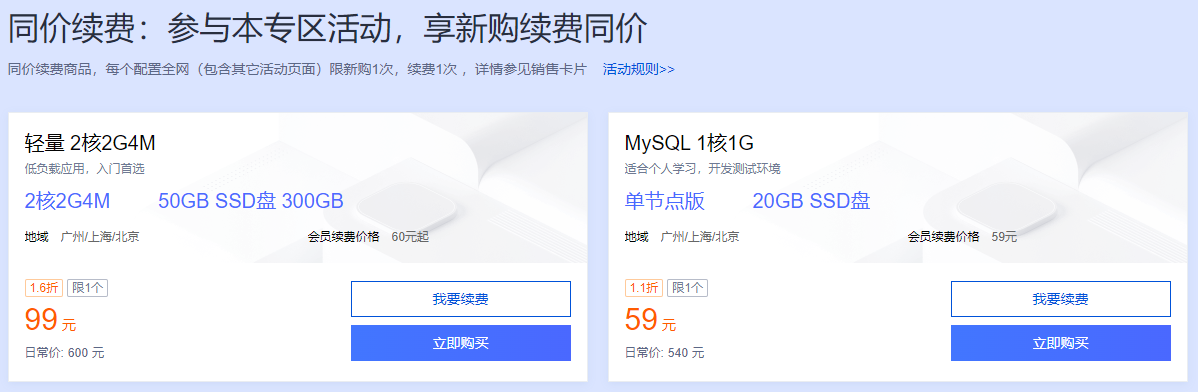 同价续费：参与本专区活动，享新购续费同价
同价续费商品，每个配置全网（包含其它活动页面）限新购1次，续费1次 ，详情参见销售卡片 活动规则>>
轻量 2核2G4M
低负载应用，入门首选
2核2G4M 50GB SSD盘 300GB
地域 广州/上海/北京 会员续费价格 60元起
1.6折 限1个
99 元
日常价: 600 元
我要续费
立即购买
MySQL 1核1G
适合个人学习，开发测试环境
单节点版 20GB SSD盘
地域 广州/上海/北京 会员续费价格 59元
1.1折 限1个
59 元
日常价: 540 元
我要续费
立即购买